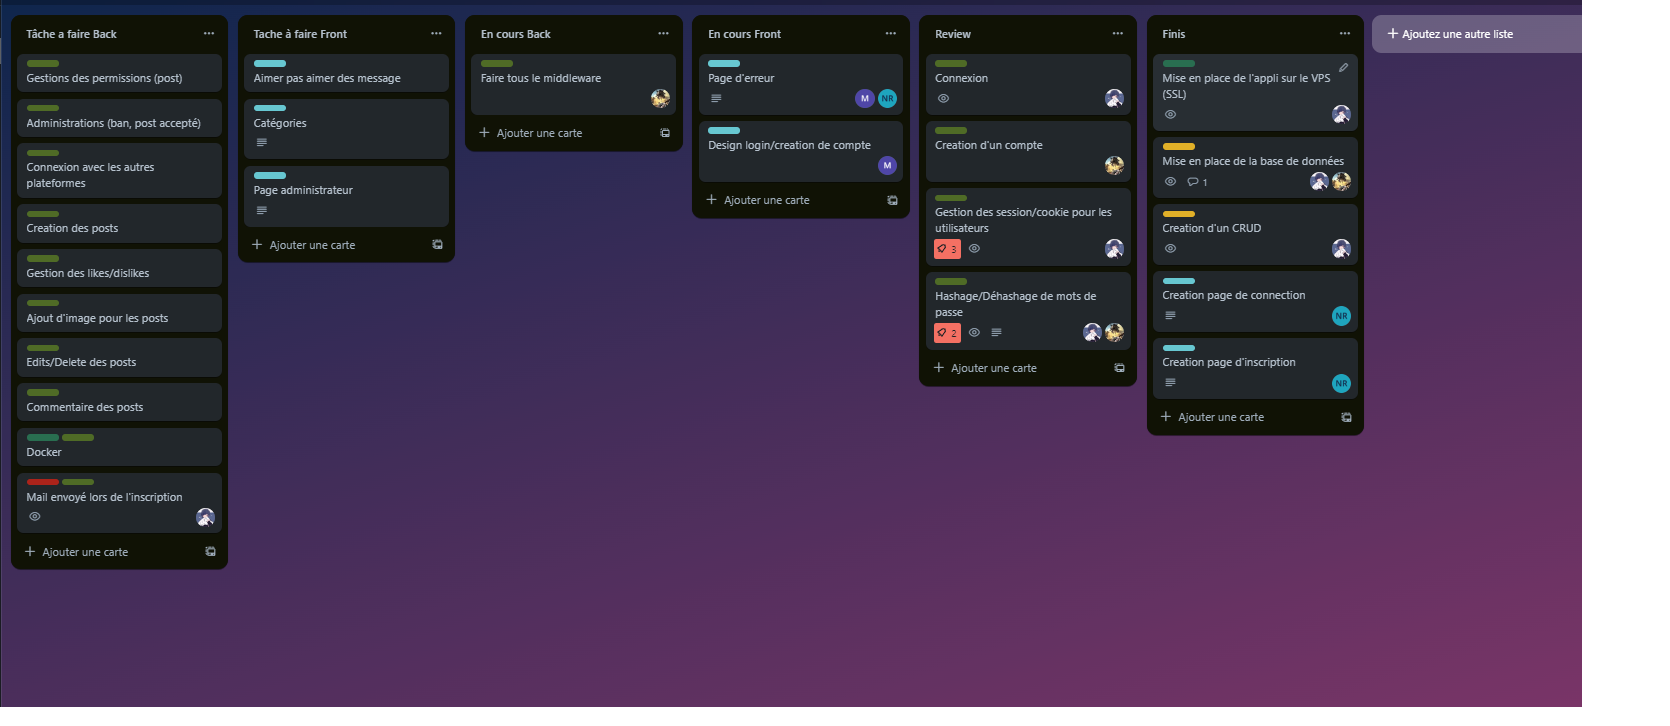 Tâche a faire Back
Gestions des permissions (post)
Administrations (ban, post accepté)
Connexion avec les autres
plateformes
Creation des posts
Gestion des likes/dislikes
Ajout d'image pour les posts
Edits/Delete des posts
Commentaire des posts
Docker
Mail envoyé lors de l'inscription
+ Ajouter une carte
Tache à faire Front
Aimer pas aimer des message
Catégories
Page administrateur
+ Ajouter une carte
En cours Back
Faire tous le middleware
+ Ajouter une carte
En cours Front
Page d'erreur
M NR
Design login/creation de compte
M
+ Ajouter une carte
Review
Connexion
Creation d'un compte
Gestion des session/cookie pour les
utilisateurs
3
Hashage/Déhashage de mots de
passe
2
+ Ajouter une carte
Finis
Mise en place de l'appli sur le VPS
(SSL)
Mise en place de la base de données
1
Creation d'un CRUD
Creation page de connection
NR
Creation page d'inscription
NR
+ Ajouter une carte
+ Ajoutez une autre liste